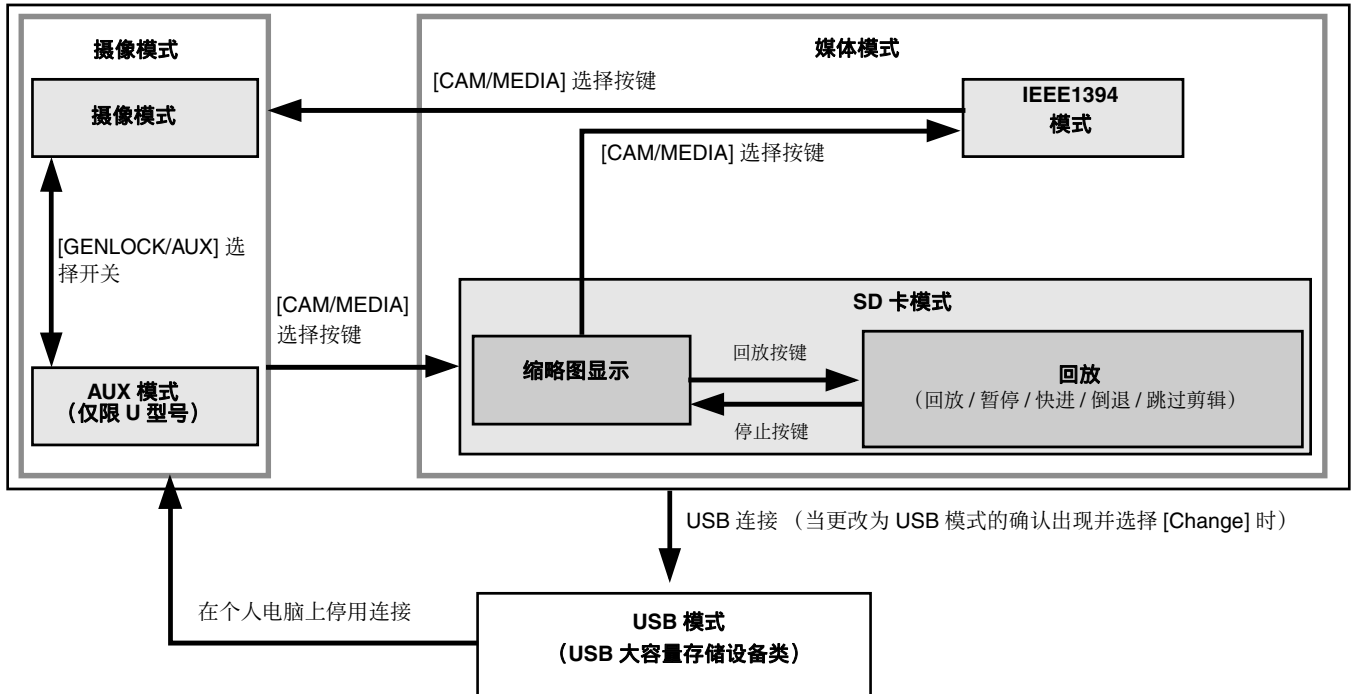 摄像模式
媒体模式
摄像模式
[CAM/MEDIA] 选择按键
IEEE1394
模式
[CAM/MEDIA] 选择按键
[GENLOCK/AUX] 选
择开关
[CAM/MEDIA]
选择按键
SD 卡模式
缩略图显示
回放按键
停止按键
回放
（回放 / 暂停 / 快进 / 倒退 / 跳过剪辑）
AUX 模式
（仅限 U 型号）
USB 连接 （当更改为 USB 模式的确认出现并选择 [Change] 时）
在个人电脑上停用连接
USB 模式
（USB 大容量存储设备类）